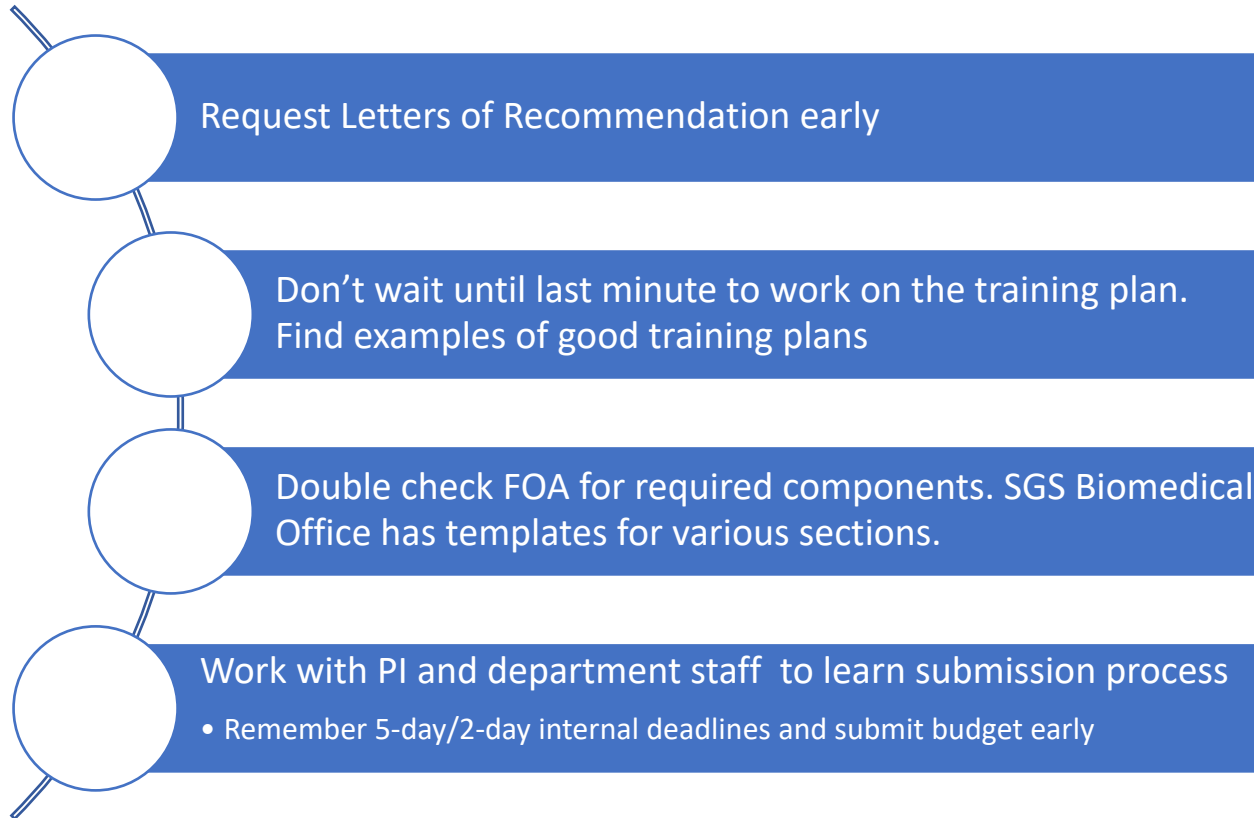 Request Letters of Recommendation early
Don’t wait until last minute to work on the training plan.
Find examples of good training plans
Double check FOA for required components. SGS Biomedical
Office has templates for various sections.
Work with PI and department staff  to learn submission process
• Remember 5-day/2-day internal deadlines and submit budget early